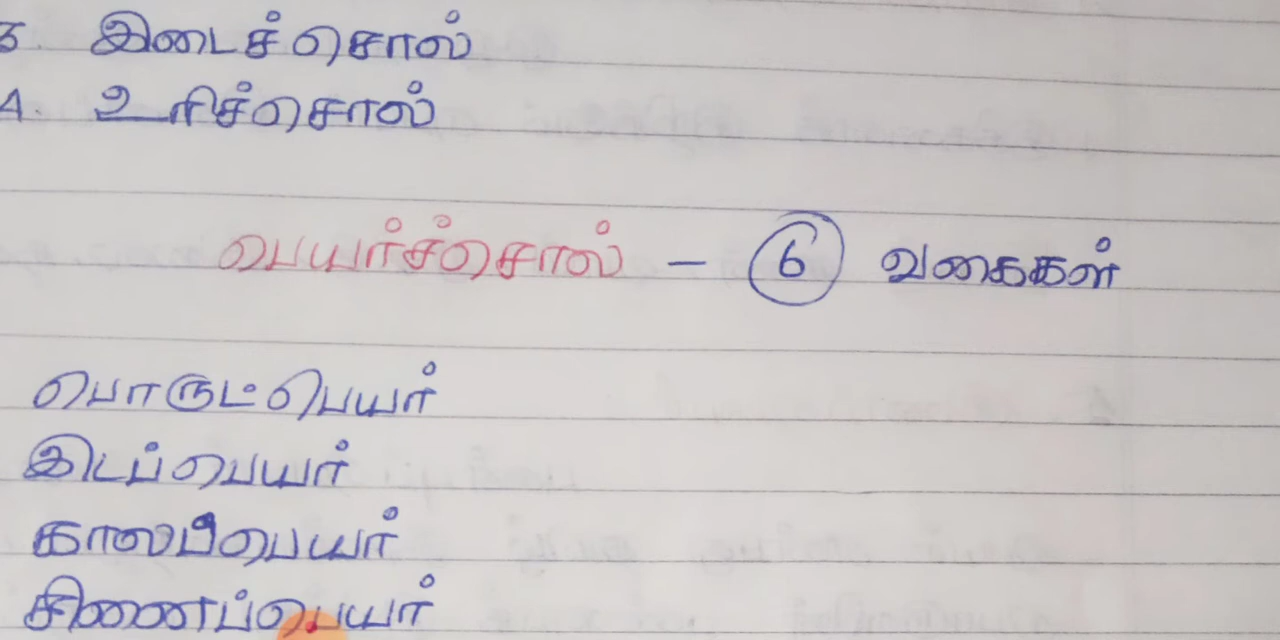 3. இடைச்சொல்
4. உரிச்சொல்
பெயர்ச்சொல் - 6 வகைகள்
பொருட்பெயர்
இடப்பெயர்
காலப்பெயர்
சினைப்பெயர்